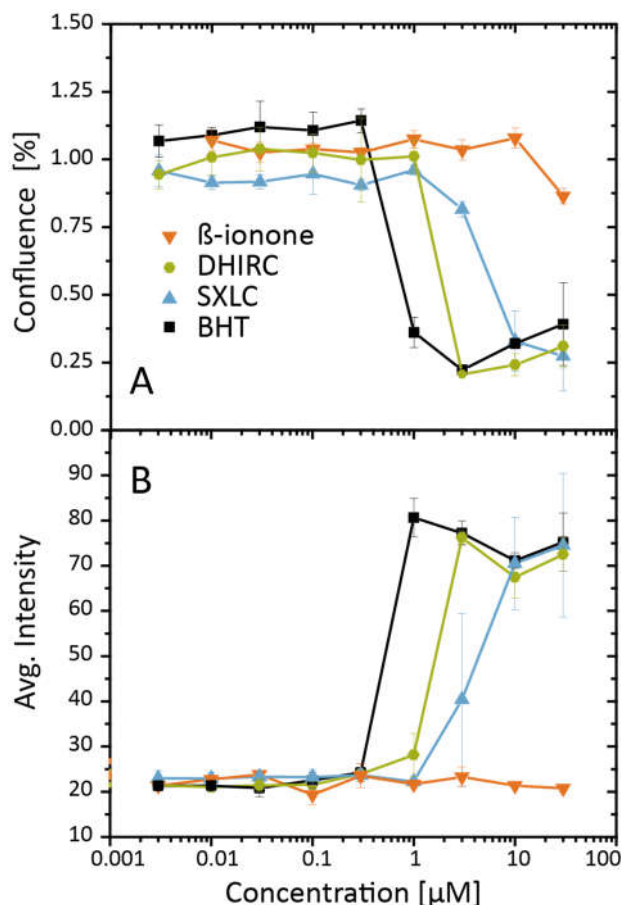 1.50
1.25
1.00
0.75
0.50
0.25
0.00
Confluence [%]
ß-ionone
DHIRC
SXLC
BHT
A
B
90
80
70
60
50
40
30
20
10
Avg. Intensity
0.001 0.01 0.1 1 10 100
Concentration [µM]